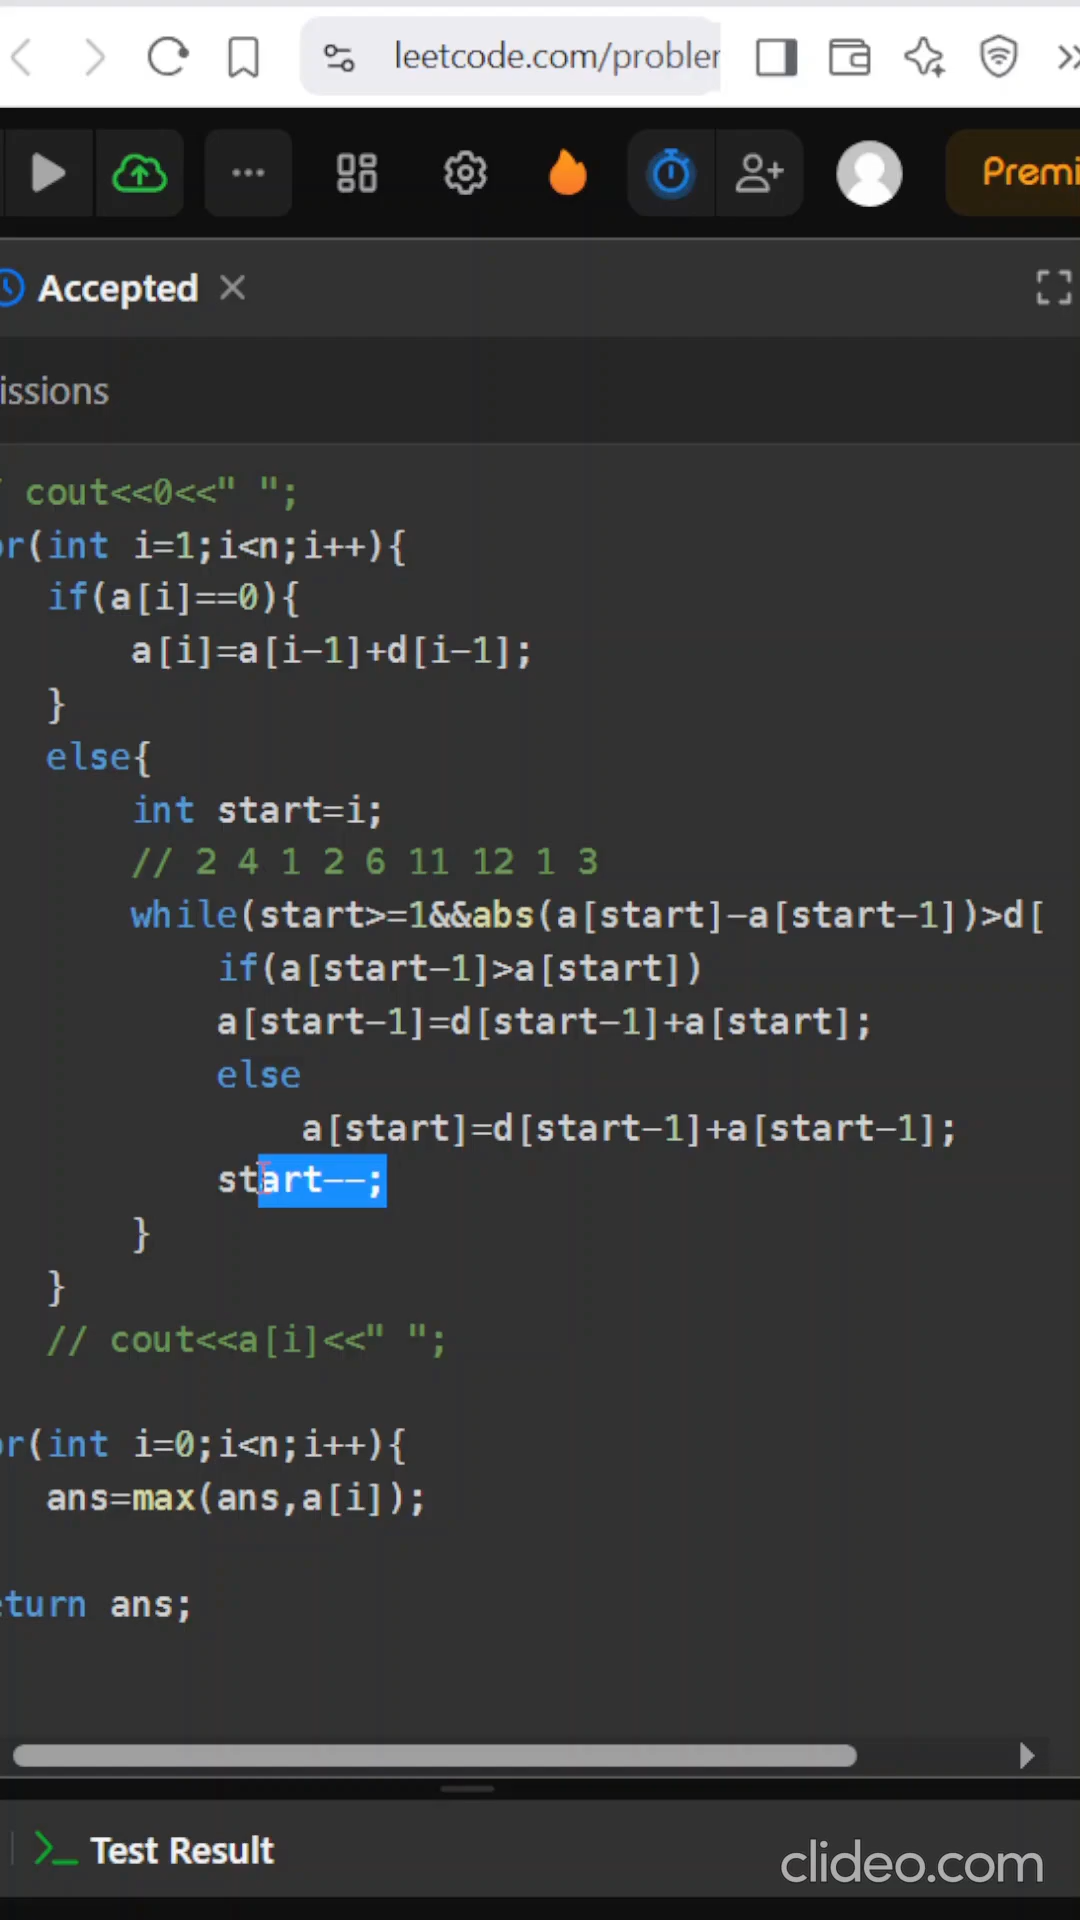 leetcode.com/probler
Premi
Accepted
issions
/ cout<<0<<" ";
or(int i=1;i<n;i++){
if(a[i]==0){
a[i]=a[i-1]+d[i-1];
}
else{
int start=i;
// 2 4 1 2 6 11 12 1 3
while(start>=1&&abs(a[start]-a[start-1])>d[
if(a[start-1]>a[start])
a[start-1]=d[start-1]+a[start];
else
a[start]=d[start-1]+a[start-1];
start--;
}
}
// cout<<a[i]<<" ";
or(int i=0;i<n;i++){
ans=max(ans,a[i]);
eturn ans;
Test Result
clideo.com